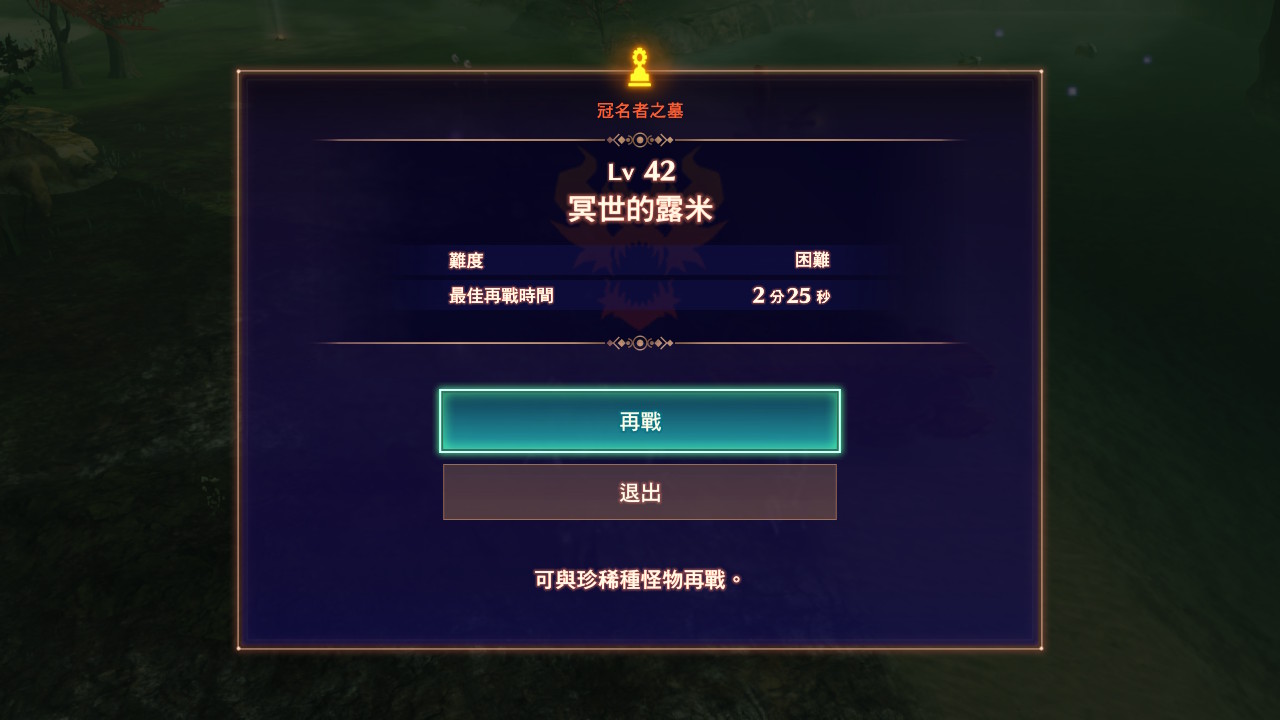 冠名者之墓
Lv 42
冥世的露米
難度 困難
最佳再戰時間 2分25秒
再戰
退出
可與珍稀種怪物再戰。